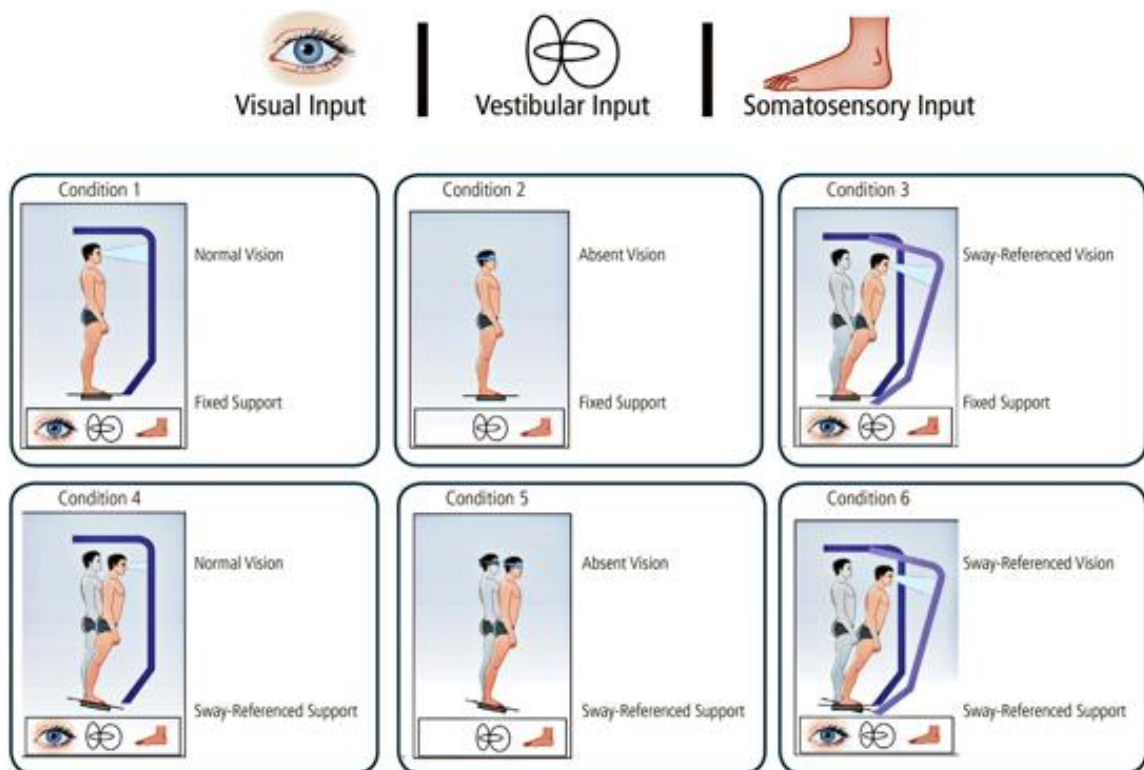 Visual Input
Vestibular Input
Somatosensory Input
Condition 1
Normal Vision
Fixed Support
Condition 2
Absent Vision
Fixed Support
Condition 3
Sway-Referenced Vision
Fixed Support
Condition 4
Normal Vision
Sway-Referenced Support
Condition 5
Absent Vision
Sway-Referenced Support
Condition 6
Sway-Referenced Vision
Sway-Referenced Support